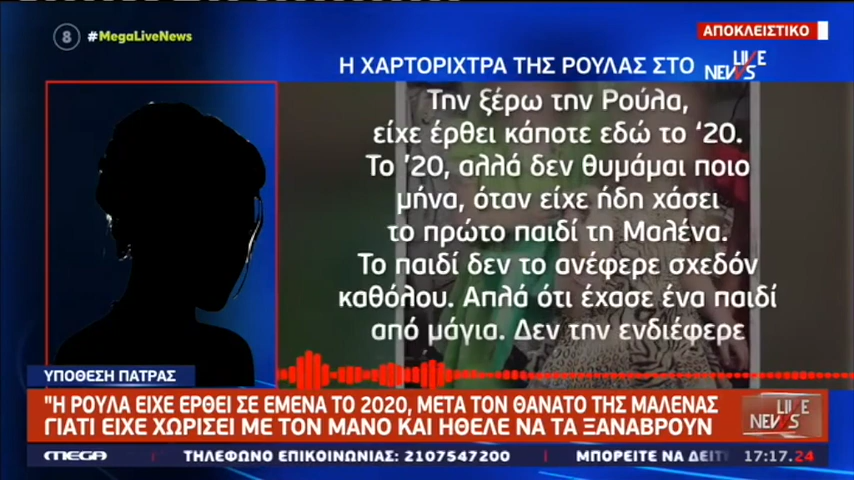 8 #MegaLiveNews
ΑΠΟΚΛΕΙΣΤΙΚΟ
Η ΧΑΡΤΟΡΙΧΤΡΑ ΤΗΣ ΡΟΥΛΑΣ ΣΤΟ LIVE NEWS
Την ξέρω την Ρούλα,
είχε έρθει κάποτε εδώ το ‘20.
Το ’20, αλλά δεν θυμάμαι ποιο
μήνα, όταν είχε ήδη χάσει
το πρώτο παιδί τη Μαλένα.
Το παιδί δεν το ανέφερε σχεδόν
καθόλου. Απλά ότι έχασε ένα παιδί
από μάγια. Δεν την ενδιέφερε
ΥΠΟΘΕΣΗ ΠΑΤΡΑΣ
"Η ΡΟΥΛΑ ΕΙΧΕ ΕΡΘΕΙ ΣΕ ΕΜΕΝΑ ΤΟ 2020, ΜΕΤΑ ΤΟΝ ΘΑΝΑΤΟ ΤΗΣ ΜΑΛΕΝΑΣ
ΓΙΑΤΙ ΕΙΧΕ ΧΩΡΙΣΕΙ ΜΕ ΤΟΝ ΜΑΝΟ ΚΑΙ ΗΘΕΛΕ ΝΑ ΤΑ ΞΑΝΑΒΡΟΥΝ
LIVE NEWS
MEGA ΤΗΛΕΦΩΝΟ ΕΠΙΚΟΙΝΩΝΙΑΣ: 2107547200 | ΜΠΟΡΕΙΤΕ ΝΑ ΔΕΙΤ 17:17.24